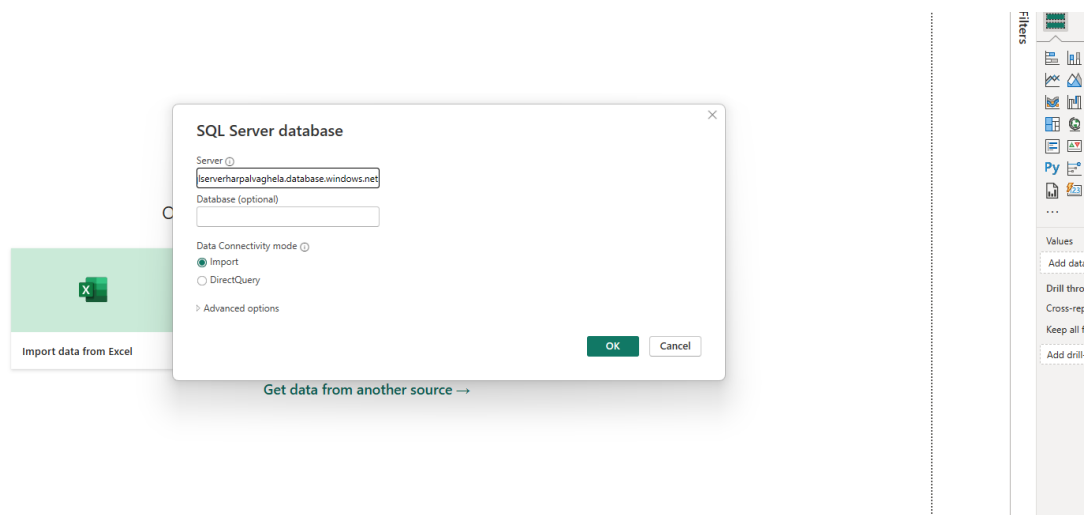 Filters
SQL Server database
Server
lserverharpalvaghela.database.windows.net
Database (optional)
Data Connectivity mode
Import
DirectQuery
Advanced options
OK
Cancel
Import data from Excel
Get data from another source →
Py
123
...
Values
Add data
Drill thro
Cross-rep
Keep all f
Add drill-